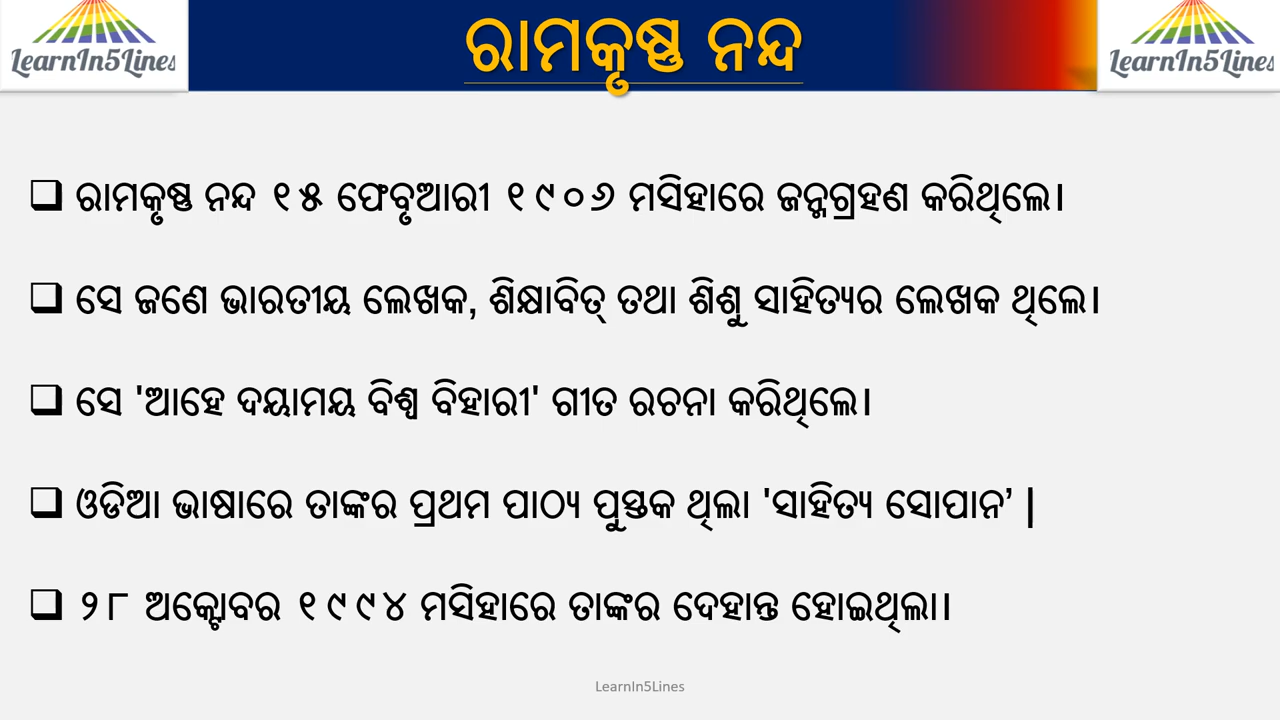 LearnIn5Lines
ରାମକୃଷ୍ଣ ନନ୍ଦ
LearnIn5Lines
❑ ରାମକୃଷ୍ଣ ନନ୍ଦ ୧୫ ଫେବୃଆରୀ ୧୯୦୬ ମସିହାରେ ଜନ୍ମଗ୍ରହଣ କରିଥିଲେ।
❑ ସେ ଜଣେ ଭାରତୀୟ ଲେଖକ, ଶିକ୍ଷାବିତ୍ ତଥା ଶିଶୁ ସାହିତ୍ୟର ଲେଖକ ଥିଲେ।
❑ ସେ 'ଆହେ ଦୟାମୟ ବିଶ୍ୱ ବିହାରୀ' ଗୀତ ରଚନା କରିଥିଲେ।
❑ ଓଡିଆ ଭାଷାରେ ତାଙ୍କର ପ୍ରଥମ ପାଠ୍ୟ ପୁସ୍ତକ ଥିଲା 'ସାହିତ୍ୟ ସୋପାନ’ |
❑ ୨୮ ଅକ୍ଟୋବର ୧୯୯୪ ମସିହାରେ ତାଙ୍କର ଦେହାନ୍ତ ହୋଇଥିଲା।।
LearnIn5Lines